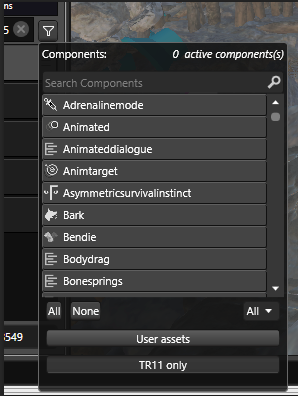 ns
5
Components: 0 active components(s)
Search Components
Adrenalinemode
Animated
Animateddialogue
Animtarget
Asymmetricsurvivalinstinct
Bark
Bendie
Bodydrag
Bonesprings
All None All
8549
User assets
TR11 only